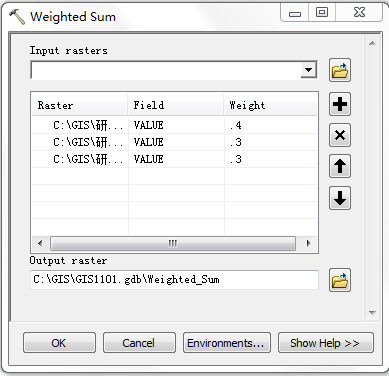 Weighted Sum
Input rasters
Raster Field Weight
C:\GIS\研... VALUE .4
C:\GIS\研... VALUE .3
C:\GIS\研... VALUE .3
Output raster
C:\GIS\GIS1101.gdb\Weighted_Sum
OK Cancel Environments... Show Help >>